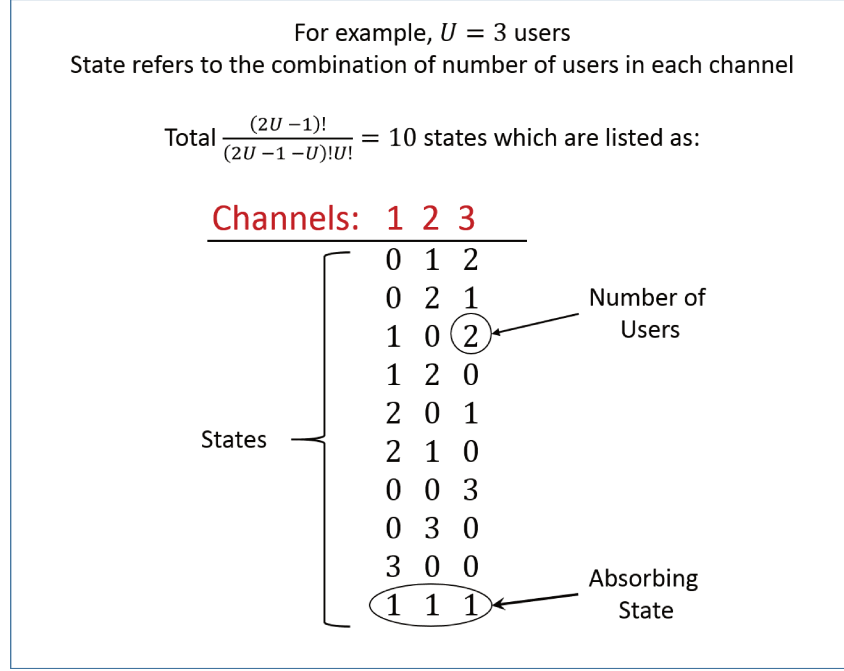 For example, U = 3 users
State refers to the combination of number of users in each channel
Total (2U −1)! / (2U −1 −U)!U! = 10 states which are listed as:
Channels: 1 2 3
0 1 2
0 2 1
1 0 2
1 2 0
2 0 1
2 1 0
0 0 3
0 3 0
3 0 0
1 1 1
States
Number of
Users
Absorbing
State